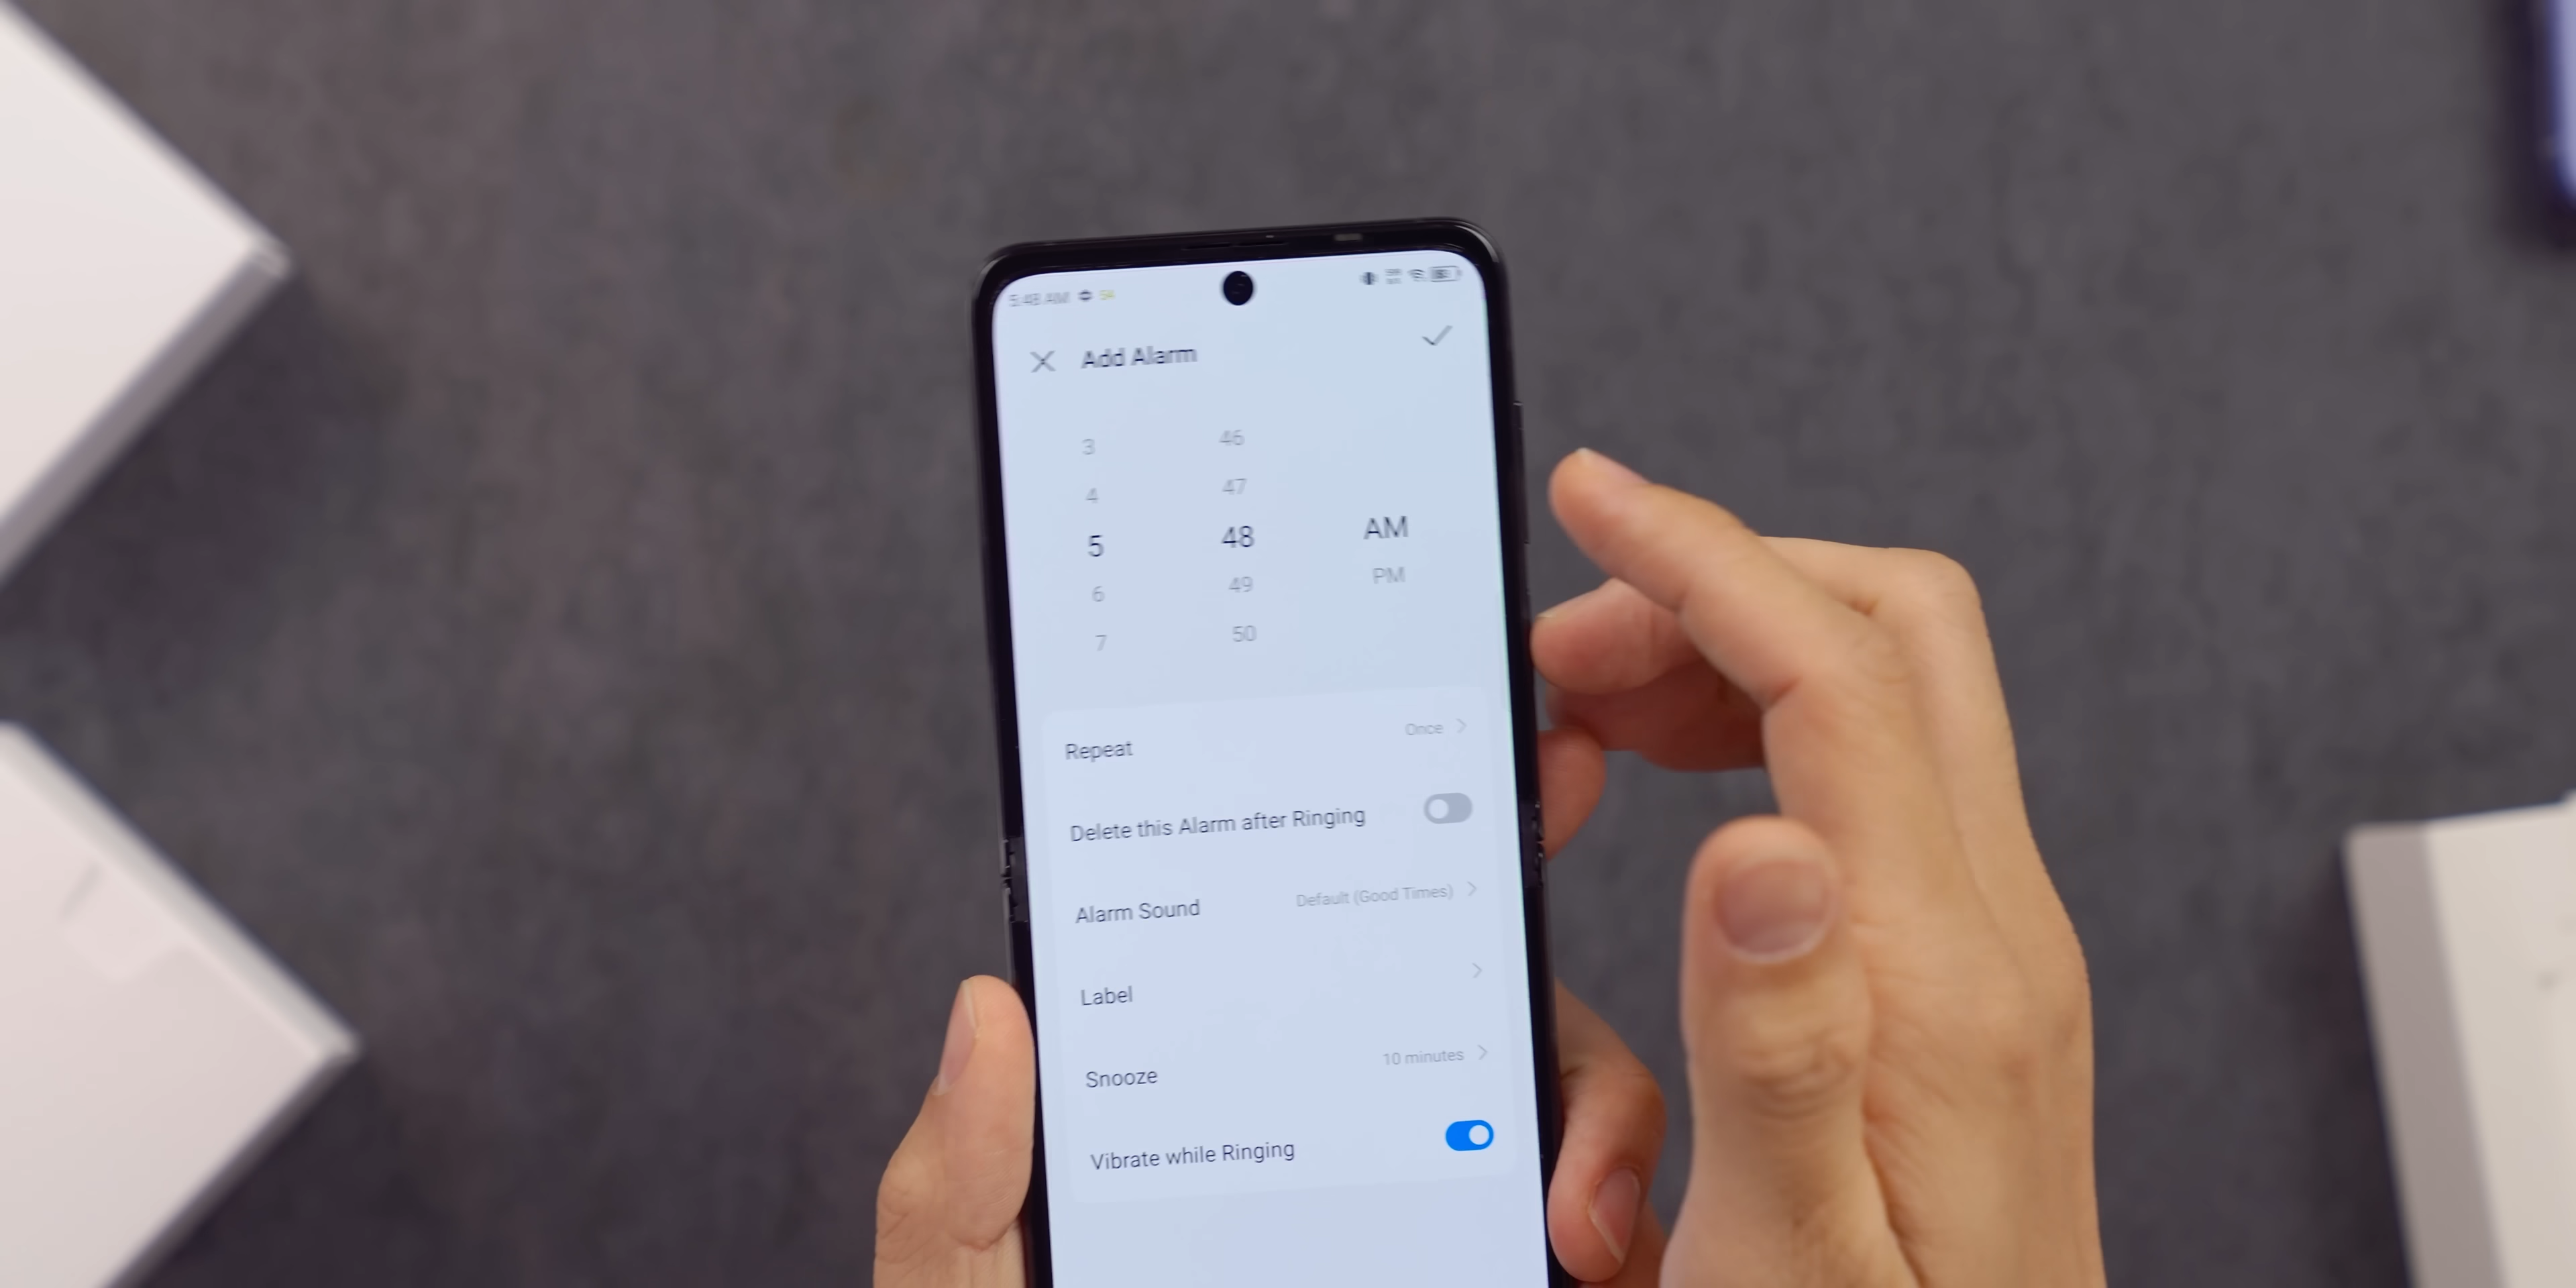 5:48 AM 54
Add Alarm
3 46
4 47
5 48 AM
6 49 PM
7 50
Repeat Once
Delete this Alarm after Ringing
Alarm Sound Default (Good Times)
Label
Snooze 10 minutes
Vibrate while Ringing